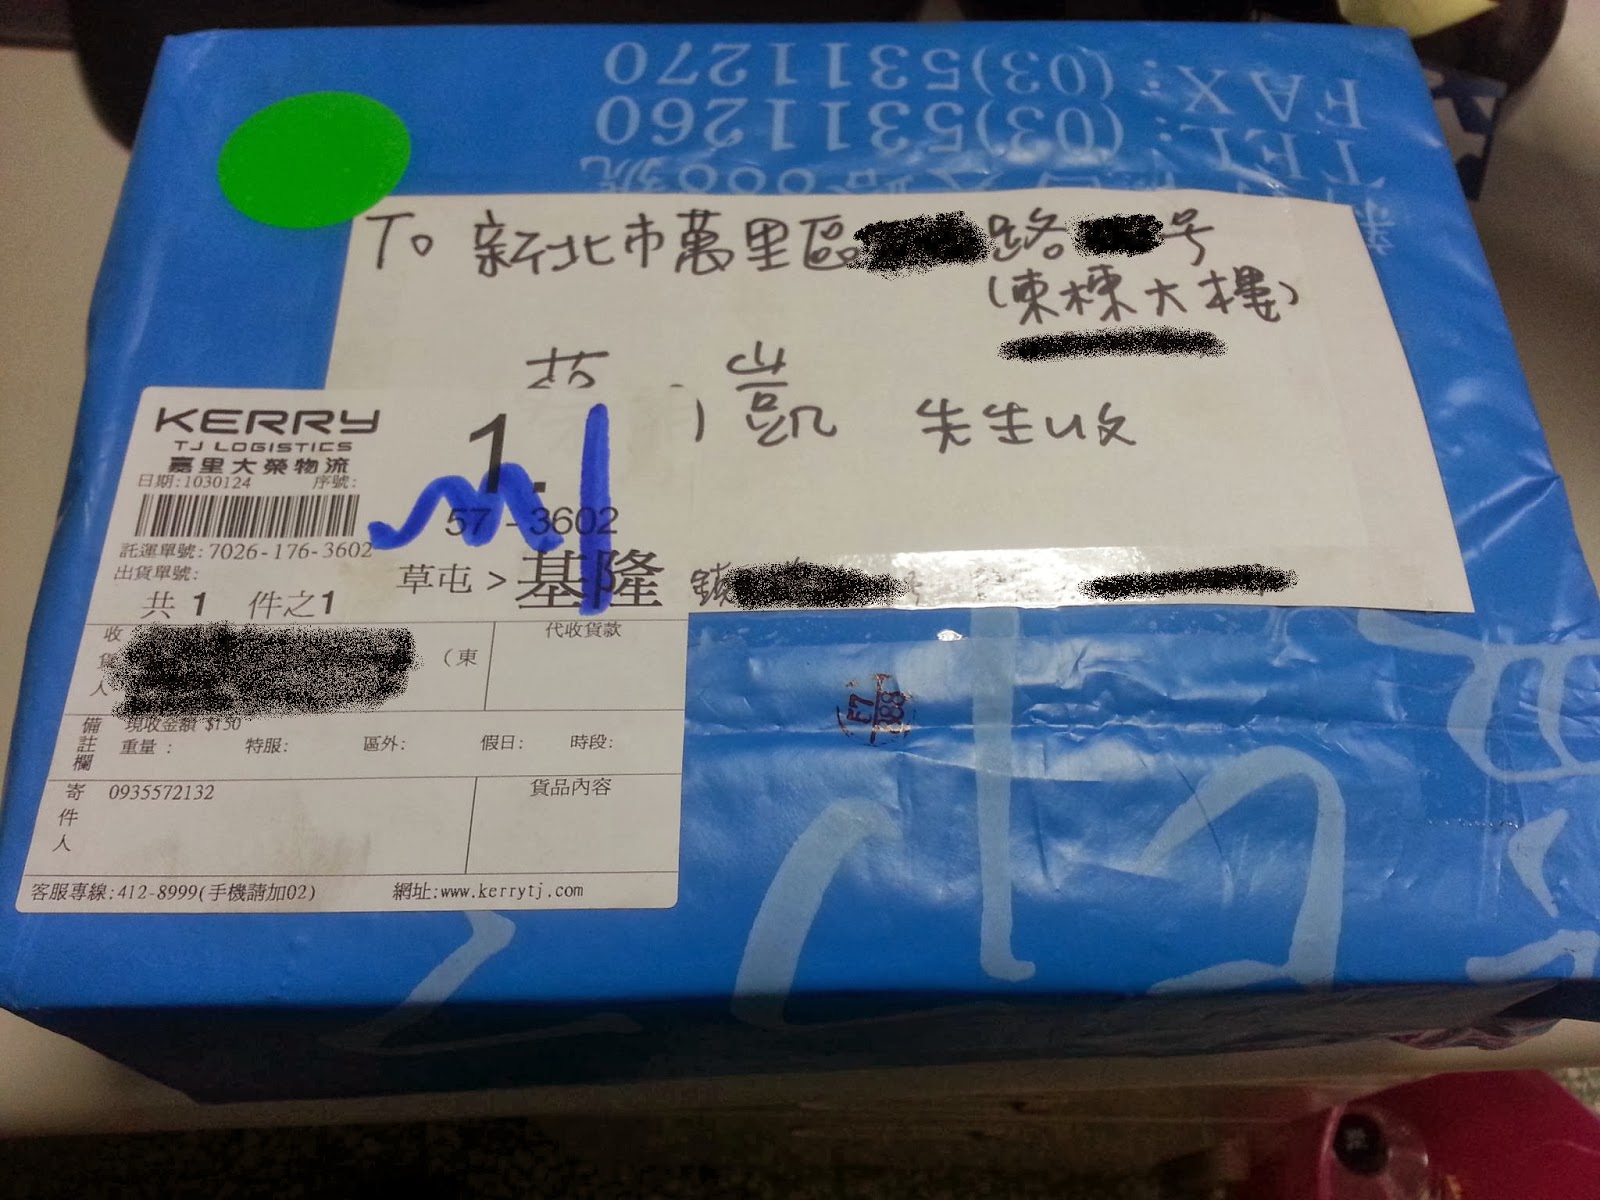 FAX:(03)5311270
TEL:(03)5311260
To 新北市萬里區 路 号
(東棟大樓)
凱 先生收
KERRY
TJ LOGISTICS
嘉里大榮物流
日期:1030124 序號:
1.
57-3602
託運單號:7026-176-3602
出貨單號:
草屯>基隆
共1 件之1
鎮
收貨人
(東
代收貨款
備註欄
現收金額 $150
重量: 特服: 區外: 假日: 時段:
寄件人
0935572132
貨品內容
客服專線:412-8999(手機請加02) 網址:www.kerrytj.com
F7
888